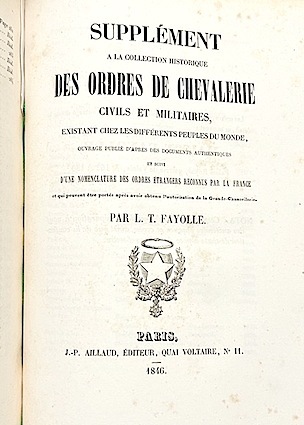 SUPPLÉMENT
A LA COLLECTION HISTORIQUE
DES ORDRES DE CHEVALERIE
CIVILS ET MILITAIRES,
EXISTANT CHEZ LES DIFFÉRENTS PEUPLES DU MONDE,
OUVRAGE PUBLIÉ D'APRÈS DES DOCUMENTS AUTHENTIQUES
ET SUIVI
D'UNE NOMENCLATURE DES ORDRES ÉTRANGERS RECONNUS PAR LA FRANCE
et qui peuvent être portés après avoir obtenu l'autorisation de la Grande-Chancellerie.
PAR L. T. FAYOLLE.
PARIS,
J.-P. AILLAUD, ÉDITEUR, QUAI VOLTAIRE, N° 11.
1846.